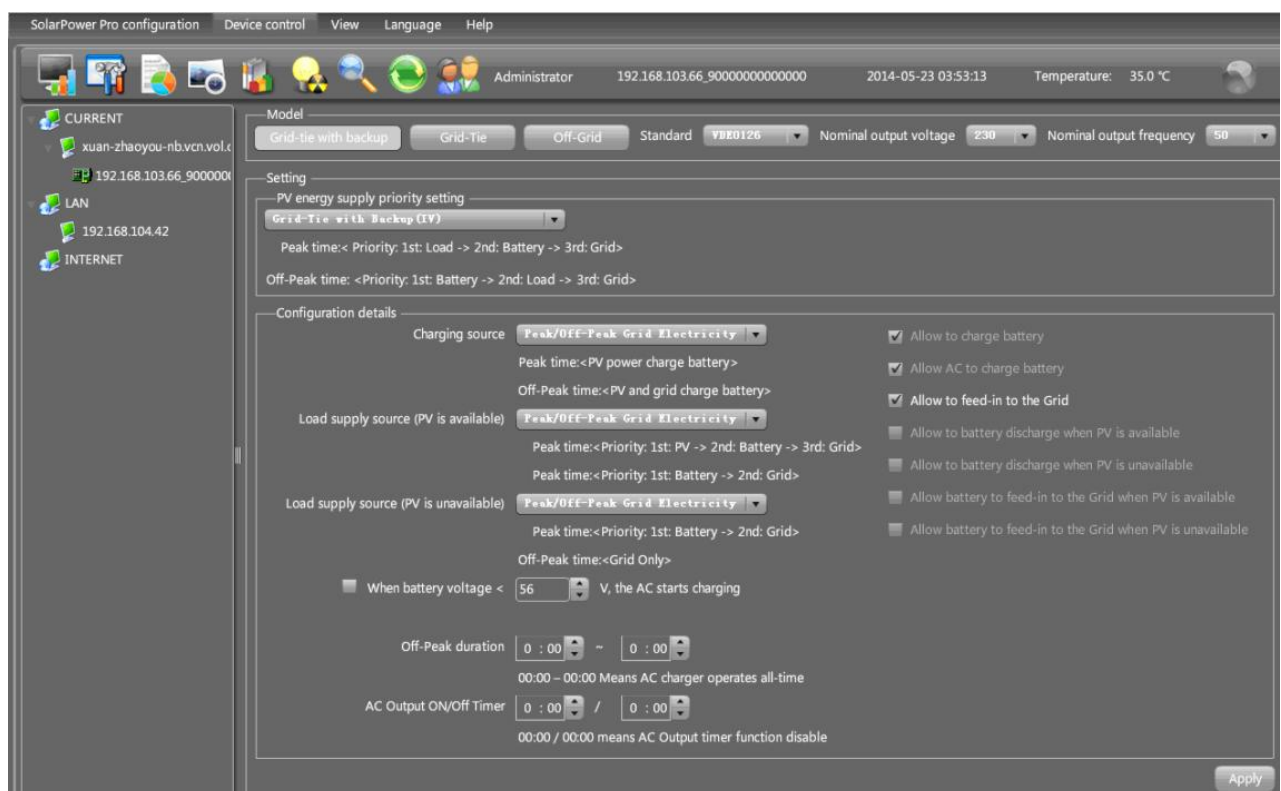 SolarPower Pro configuration Device control View Language Help
Administrator 192.168.103.66_90000000000000 2014-05-23 03:53:13 Temperature: 35.0 ℃
CURRENT
xuan-zhaoyou-nb.vcn.vol.c
192.168.103.66_9000000
LAN
192.168.104.42
INTERNET
Model
Grid-tie with backup Grid-Tie Off-Grid Standard VDE0126 Nominal output voltage 230 Nominal output frequency 50
Setting
PV energy supply priority setting
Grid-Tie with Backup(IV)
Peak time:< Priority: 1st: Load -> 2nd: Battery -> 3rd: Grid>
Off-Peak time: <Priority: 1st: Battery -> 2nd: Load -> 3rd: Grid>
Configuration details
Charging source Peak/Off-Peak Grid Electricity
Peak time:<PV power charge battery>
Off-Peak time:<PV and grid charge battery>
Load supply source (PV is available) Peak/Off-Peak Grid Electricity
Peak time:<Priority: 1st: PV -> 2nd: Battery -> 3rd: Grid>
Peak time:<Priority: 1st: Battery -> 2nd: Grid>
Load supply source (PV is unavailable) Peak/Off-Peak Grid Electricity
Peak time:<Priority: 1st: Battery -> 2nd: Grid>
Off-Peak time:<Grid Only>
When battery voltage < 56 V, the AC starts charging
Off-Peak duration 0 : 00 ~ 0 : 00
00:00 – 00:00 Means AC charger operates all-time
AC Output ON/Off Timer 0 : 00 / 0 : 00
00:00 / 00:00 means AC Output timer function disable
Allow to charge battery
Allow AC to charge battery
Allow to feed-in to the Grid
Allow to battery discharge when PV is available
Allow to battery discharge when PV is unavailable
Allow battery to feed-in to the Grid when PV is available
Allow battery to feed-in to the Grid when PV is unavailable
Apply